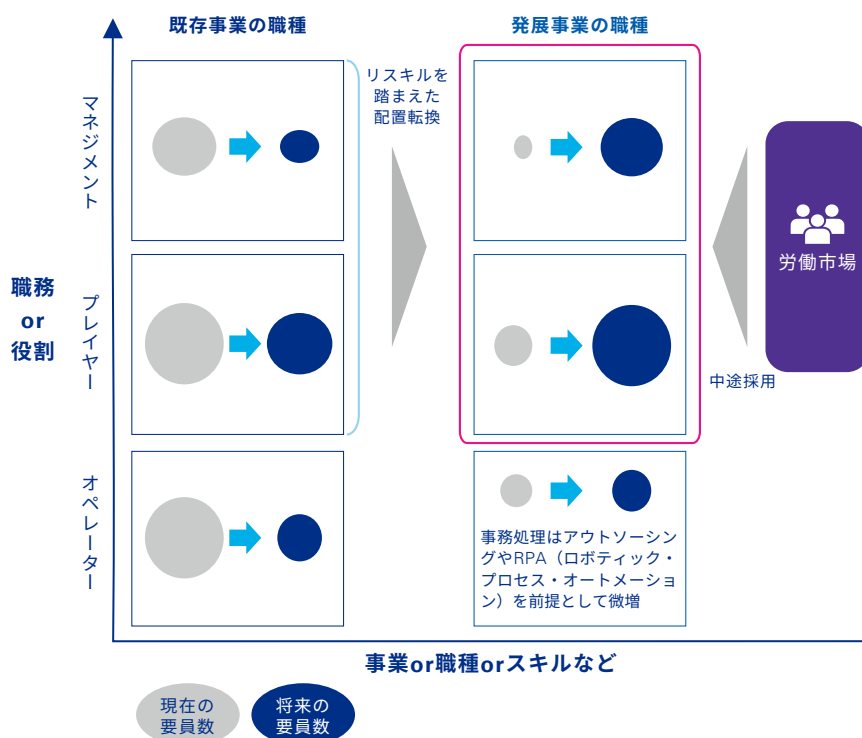 既存事業の職種
発展事業の職種
リスキルを
踏まえた
配置転換
マネジメント
プレイヤー
オペレーター
職務
or
役割
労働市場
中途採用
事務処理はアウトソーシン
グやRPA（ロボティック・
プロセス・オートメーショ
ン）を前提として微増
事業or職種orスキルなど
現在の
要員数
将来の
要員数